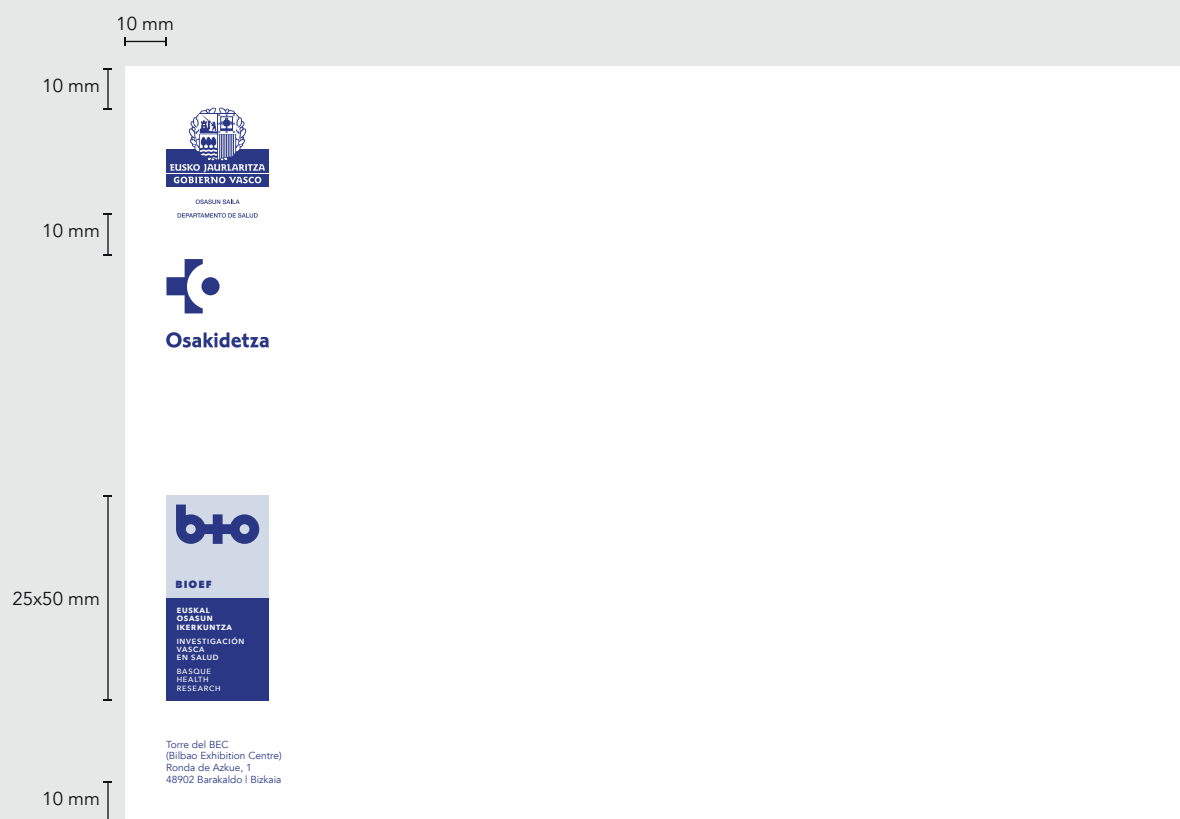 10 mm
10 mm
EUSKO JAURLARITZA
GOBIERNO VASCO
OSASUN SAILA
DEPARTAMENTO DE SALUD
10 mm
Osakidetza
bio
BIOEF
25x50 mm
EUSKAL
OSASUN
IKERKUNTZA
INVESTIGACIÓN
VASCA
EN SALUD
BASQUE
HEALTH
RESEARCH
Torre del BEC
(Bilbao Exhibition Centre)
Ronda de Azkue, 1
48902 Barakaldo | Bizkaia
10 mm